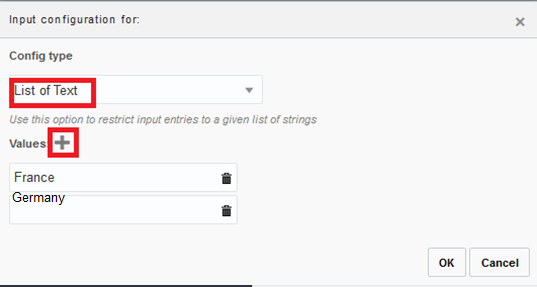 Input configuration for:
Config type
List of Text
Use this option to restrict input entries to a given list of strings
Values
France
Germany
OK Cancel